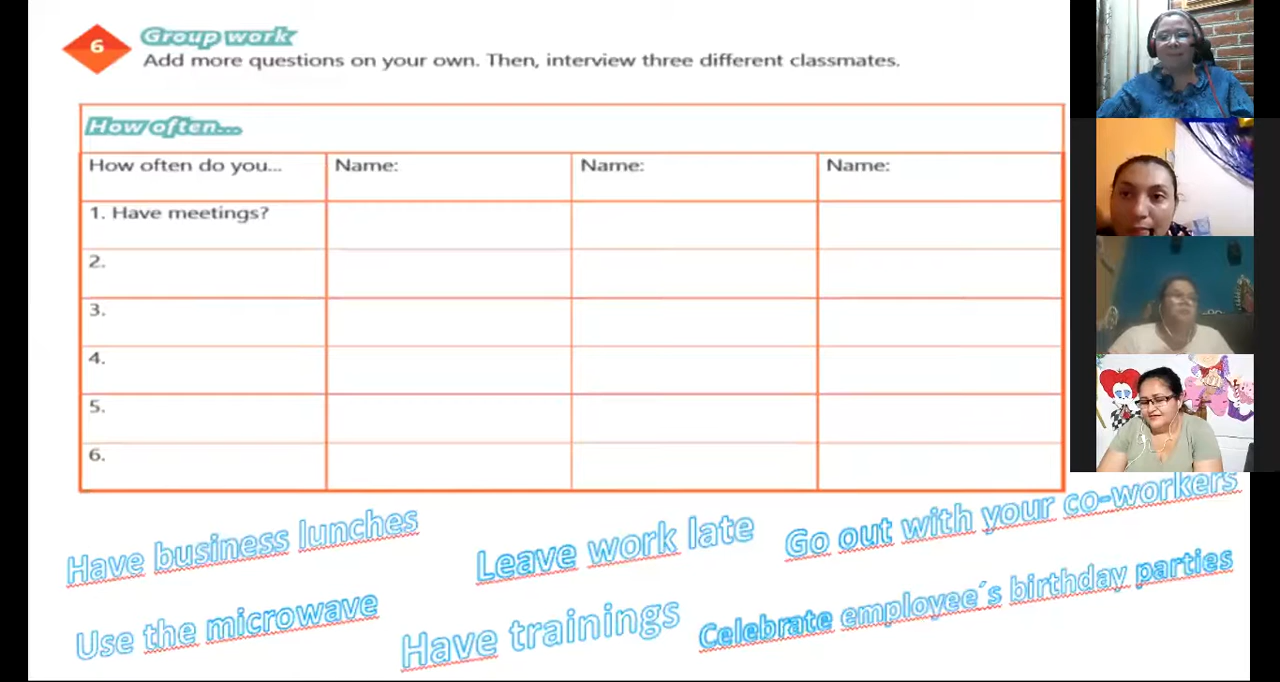 6
Group work
Add more questions on your own. Then, interview three different classmates.
How often...
How often do you... Name: Name: Name:
1. Have meetings?
2.
3.
4.
5.
6.
Have business lunches
Leave work late
Go out with your co-workers
Use the microwave
Have trainings
Celebrate employee´s birthday parties